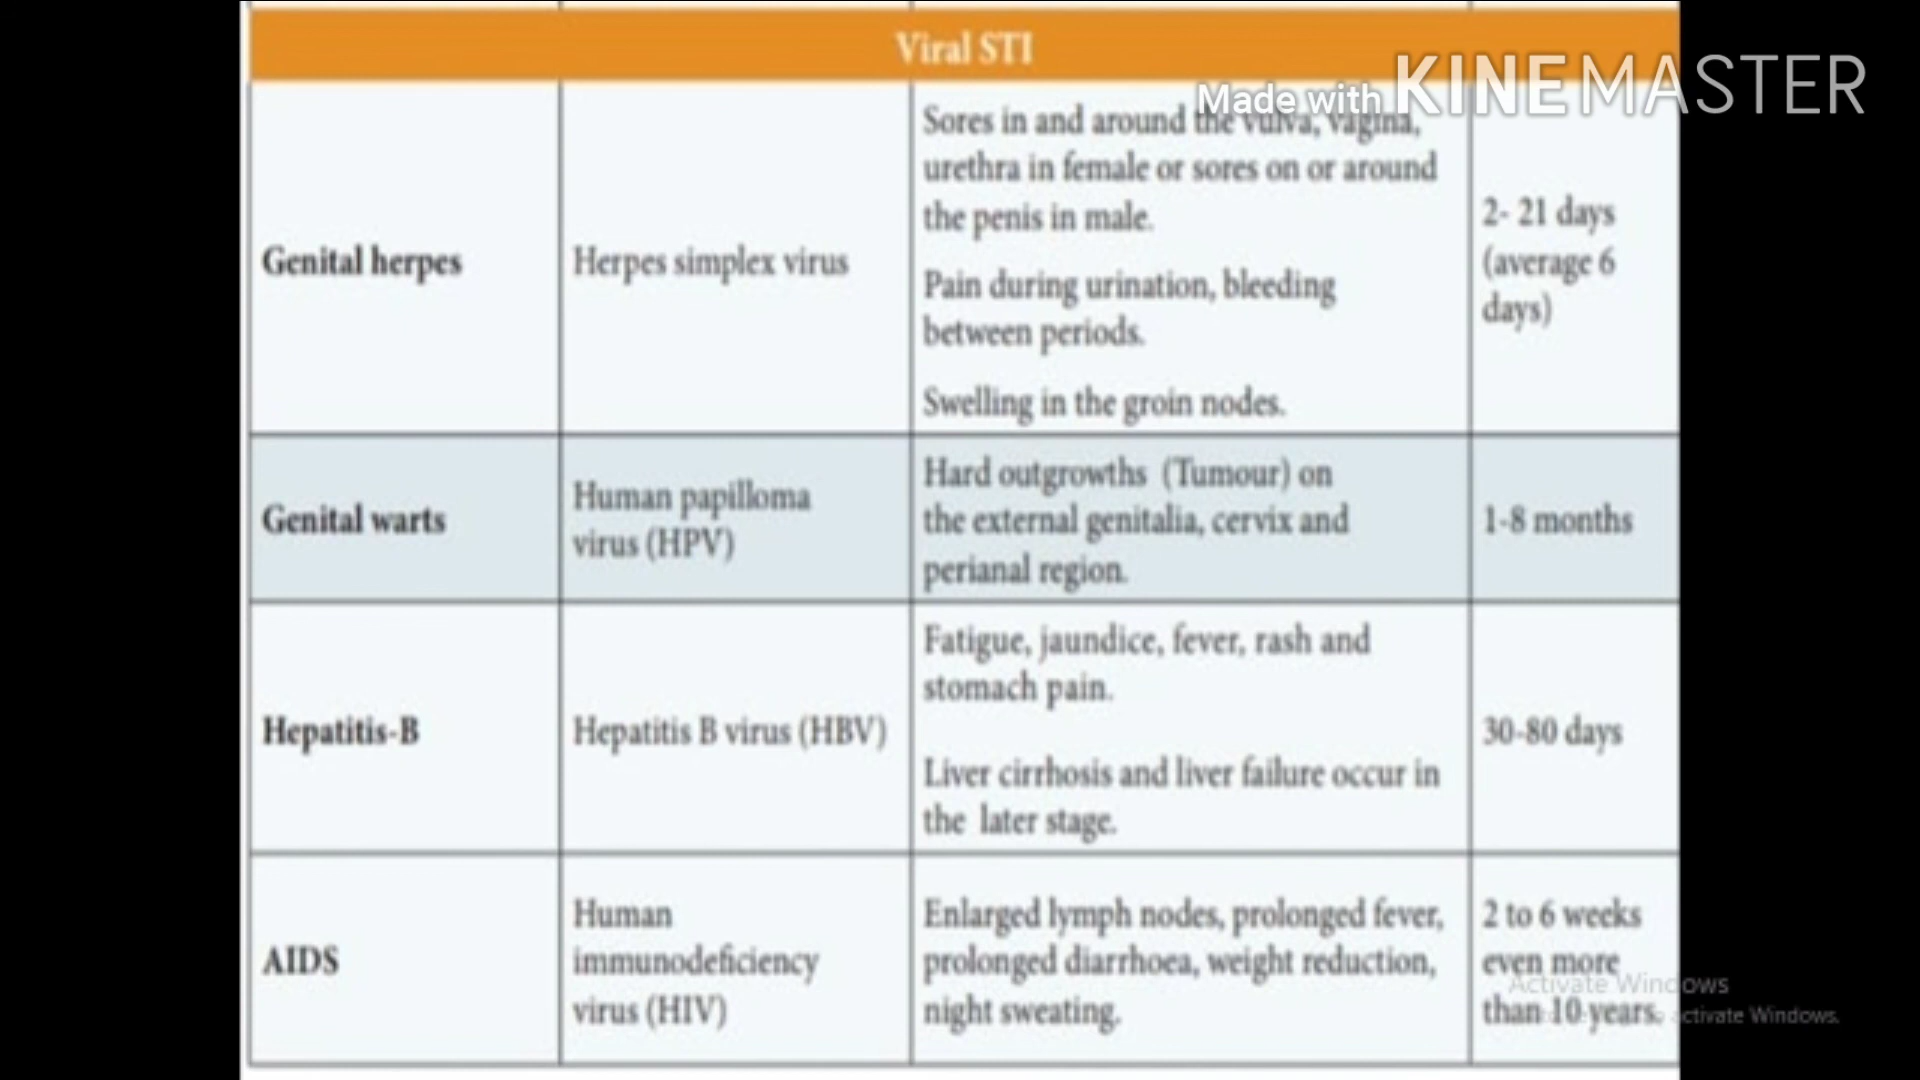 Viral STI
Made with KINEMASTER
Genital herpes
Herpes simplex virus
Sores in and around the vulva, vagina,
urethra in female or sores on or around
the penis in male.
Pain during urination, bleeding
between periods.
Swelling in the groin nodes.
2- 21 days
(average 6
days)
Genital warts
Human papilloma
virus (HPV)
Hard outgrowths (Tumour) on
the external genitalia, cervix and
perianal region.
1-8 months
Hepatitis-B
Hepatitis B virus (HBV)
Fatigue, jaundice, fever, rash and
stomach pain.
Liver cirrhosis and liver failure occur in
the later stage.
30-80 days
AIDS
Human
immunodeficiency
virus (HIV)
Enlarged lymph nodes, prolonged fever,
prolonged diarrhoea, weight reduction,
night sweating.
2 to 6 weeks
even more
than 10 years.
Activate Windows
activate Windows.